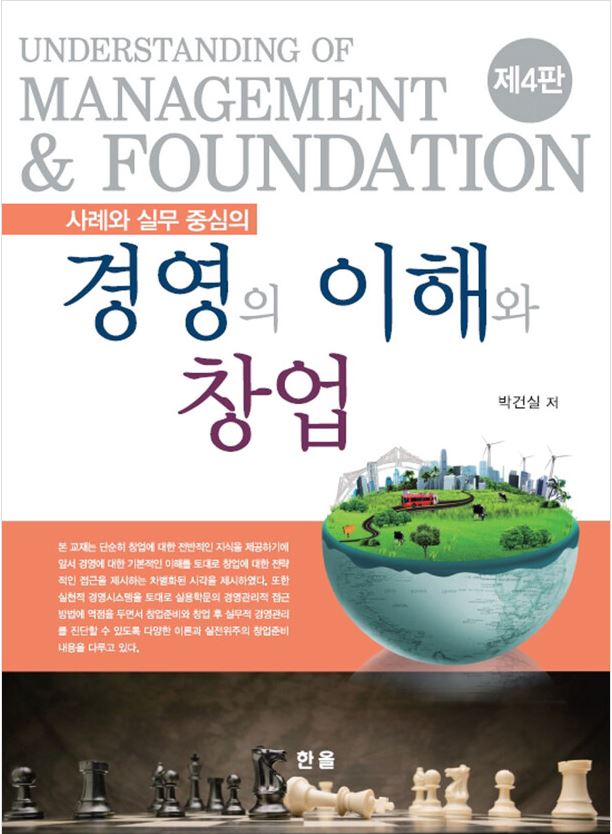 UNDERSTANDING OF
MANAGEMENT
& FOUNDATION
제4판
사례와 실무 중심의
경영의 이해와
창업
박건실 저
본 교재는 단순히 창업에 대한 전반적인 지식을 제공하기에
앞서 경영에 대한 기본적인 이해를 토대로 창업에 대한 전략
적인 접근을 제시하는 차별화된 시각을 제시하였다. 또한
실천적 경영시스템을 토대로 실용학문의 경영관리적 접근
방법에 역점을 두면서 창업준비와 창업 후 실무적 경영관리
를 진단할 수 있도록 다양한 이론과 실전위주의 창업준비
내용을 다루고 있다.
한올